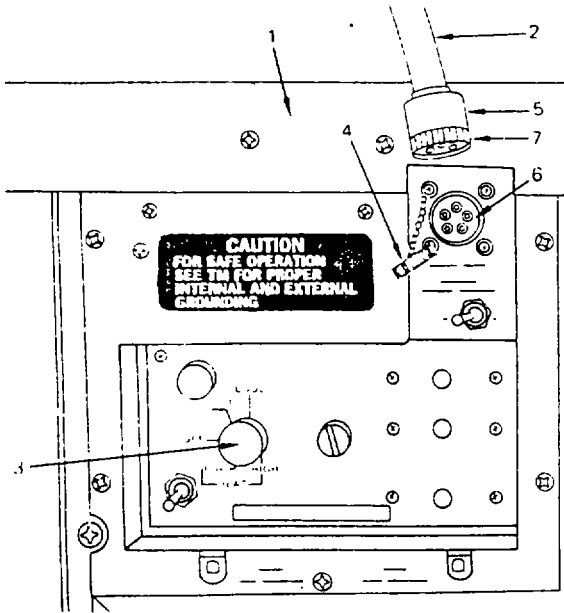 1
2
5
4
7
6
CAUTION
FOR SAFE OPERATION
SEE TM FOR PROPER
INTERNAL AND EXTERNAL
GROUNDING
3
HIGH